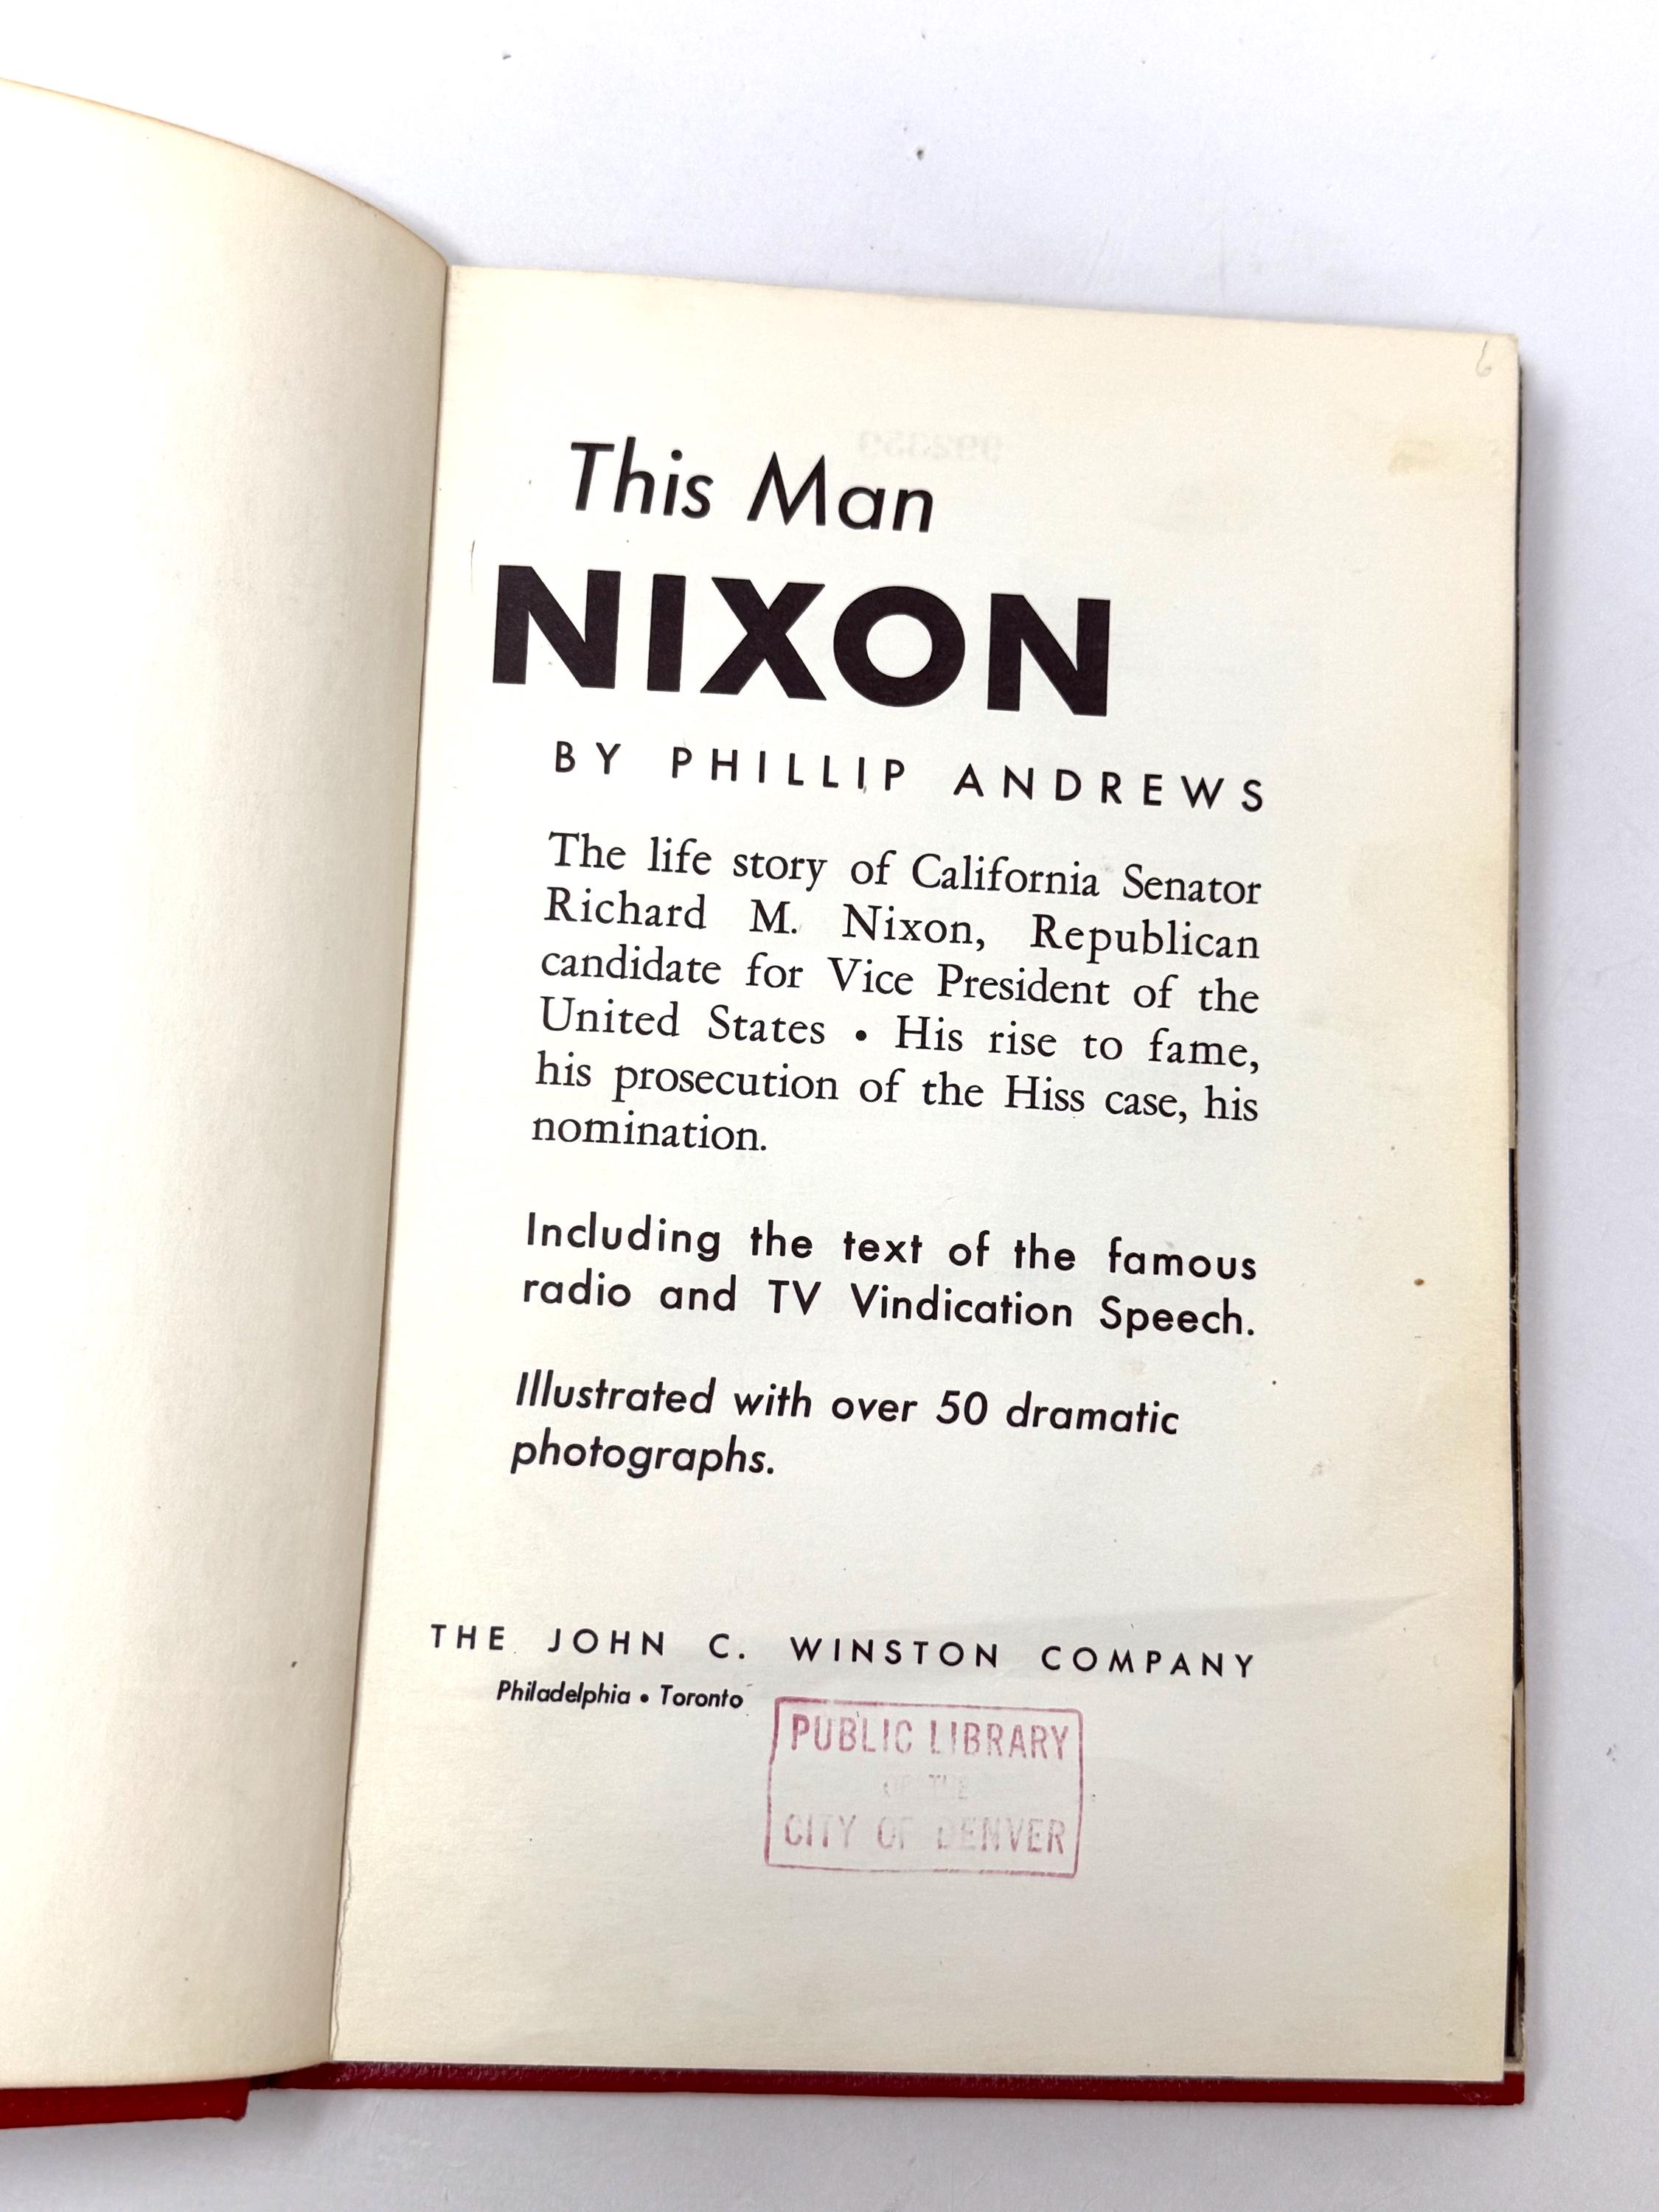 6
This Man
NIXON
BY PHILLIP ANDREWS
The life story of California Senator
Richard M. Nixon, Republican
candidate for Vice President of the
United States • His rise to fame,
his prosecution of the Hiss case, his
nomination.
Including the text of the famous
radio and TV Vindication Speech.
Illustrated with over 50 dramatic
photographs.
THE JOHN C. WINSTON COMPANY
Philadelphia • Toronto
PUBLIC LIBRARY
OF THE
CITY OF DENVER